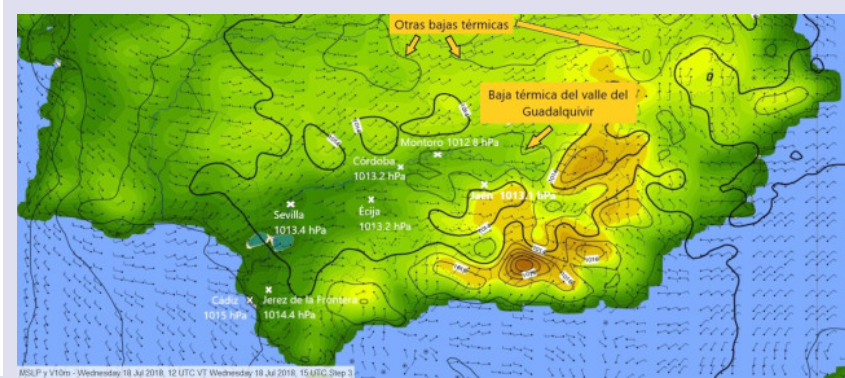 Otras bajas térmicas
Baja térmica del valle del
Guadalquivir
Montoro 1012.8 hPa
Córdoba
1013.2 hPa
Jaén 1013.1 hPa
Écija
1013.2 hPa
Sevilla
1013.4 hPa
Cádiz
1015 hPa
Jerez de la Frontera
1014.4 hPa
MSLP y V10m - Wednesday 18 Jul 2018, 12 UTC VT Wednesday 18 Jul 2018, 15 UTC Step 3